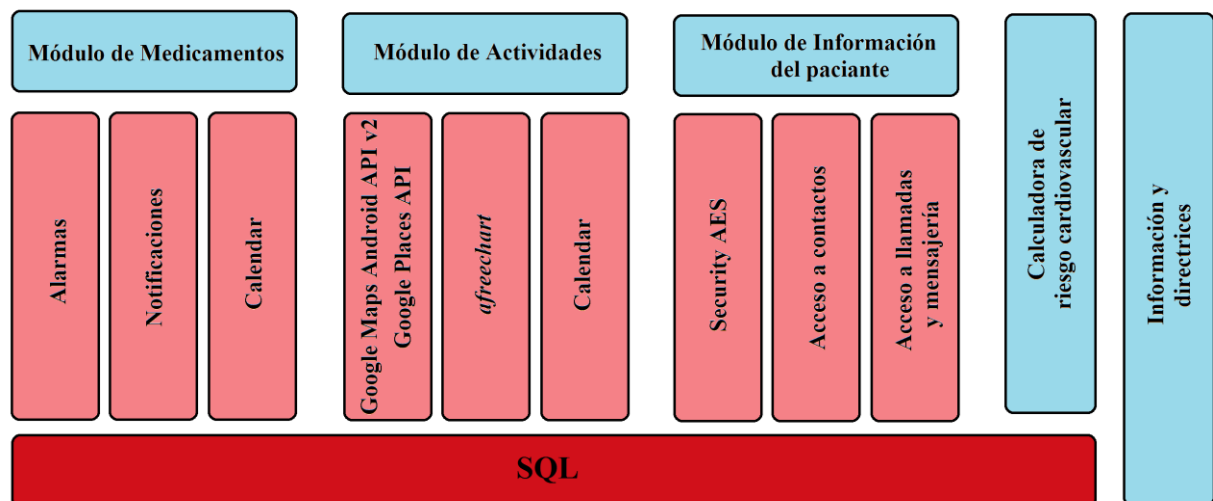 Módulo de Medicamentos
Módulo de Actividades
Módulo de Información
del paciante
Alarmas
Notificaciones
Calendar
Google Maps Android API v2
Google Places API
afreechart
Calendar
Security AES
Acceso a contactos
Acceso a llamadas
y mensajería
Calculadora de
riesgo cardiovascular
Información y
directrices
SQL